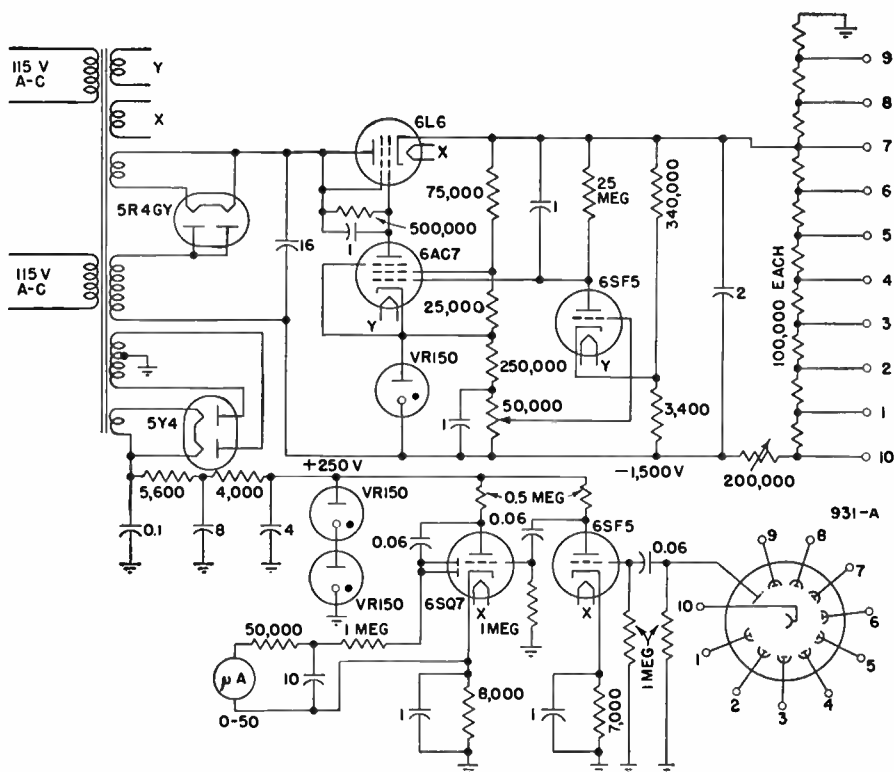 115 V
A-C
Y
X
5R4GY
115 V
A-C
16
6L6
X
500,000
1
6AC7
Y
75,000
1
25
MEG
340,000
25,000
6SF5
Y
VR150
250,000
50,000
1
3,400
2
-1,500V
200,000
100,000 EACH
9
8
7
6
5
4
3
2
1
10
5Y4
5,600
4,000
+250V
0.1
8
4
VR150
VR150
0.5 MEG
0.06
0.06
6SQ7
X
1 MEG
6SF5
X
0.06
1 MEG
931-A
9
8
7
6
5
4
3
2
1
10
50,000
1 MEG
μA
0-50
10
1
8,000
1
7,000